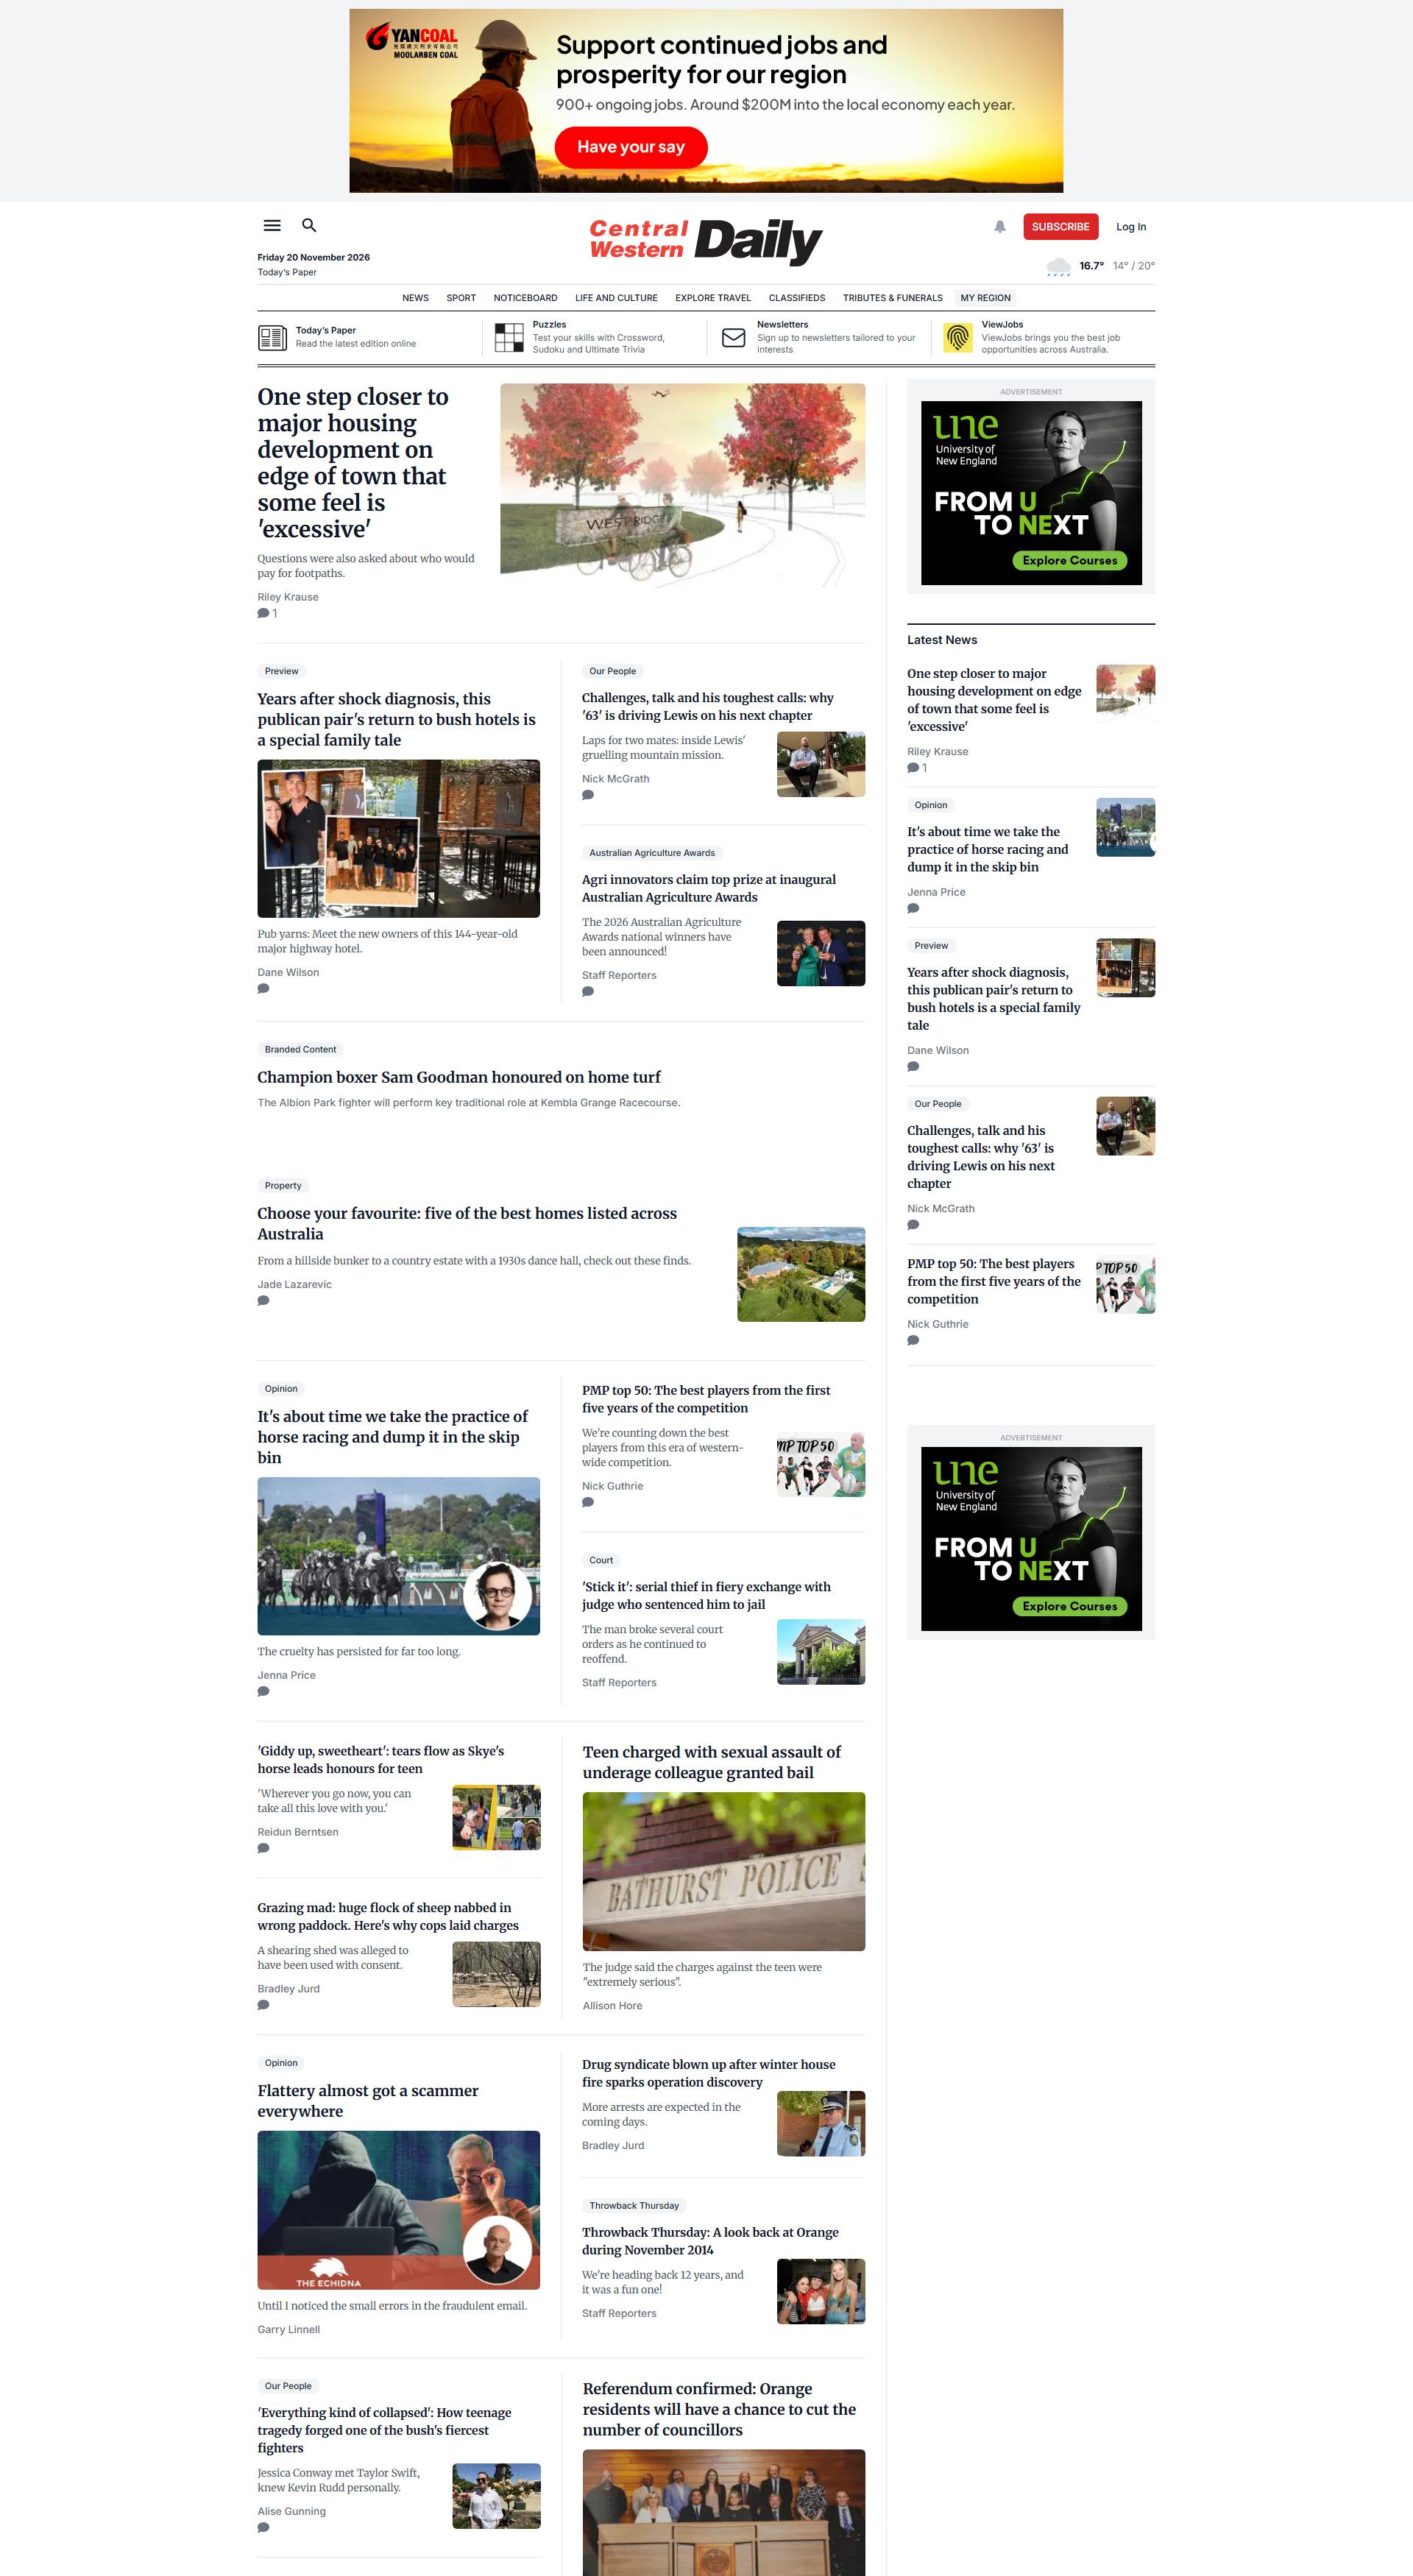 YANCOAL
MOOLARBEN COAL
Support continued jobs and
prosperity for our region
900+ ongoing jobs. Around $200M into the local economy each year.
Have your say
Central
Western
Daily
SUBSCRIBE
Log In
Friday 20 November 2026
Today's Paper
16.7° 14° / 20°
NEWS SPORT NOTICEBOARD LIFE AND CULTURE EXPLORE TRAVEL CLASSIFIEDS TRIBUTES & FUNERALS MY REGION
Today's Paper
Read the latest edition online
Puzzles
Test your skills with Crossword,
Sudoku and Ultimate Trivia
Newsletters
Sign up to newsletters tailored to your
interests
ViewJobs
ViewJobs brings you the best job
opportunities across Australia.
One step closer to
major housing
development on
edge of town that
some feel is
'excessive'
Questions were also asked about who would
pay for footpaths.
Riley Krause
1
WESTRIDGE
Preview
Years after shock diagnosis, this
publican pair's return to bush hotels is
a special family tale
Pub yarns: Meet the new owners of this 144-year-old
major highway hotel.
Dane Wilson
Our People
Challenges, talk and his toughest calls: why
'63' is driving Lewis on his next chapter
Laps for two mates: inside Lewis'
gruelling mountain mission.
Nick McGrath
Australian Agriculture Awards
Agri innovators claim top prize at inaugural
Australian Agriculture Awards
The 2026 Australian Agriculture
Awards national winners have
been announced!
Staff Reporters
Branded Content
Champion boxer Sam Goodman honoured on home turf
The Albion Park fighter will perform key traditional role at Kembla Grange Racecourse.
Property
Choose your favourite: five of the best homes listed across
Australia
From a hillside bunker to a country estate with a 1930s dance hall, check out these finds.
Jade Lazarevic
Opinion
It's about time we take the practice of
horse racing and dump it in the skip
bin
The cruelty has persisted for far too long.
Jenna Price
PMP top 50: The best players from the first
five years of the competition
We're counting down the best
players from this era of western-
wide competition.
Nick Guthrie
MP TOP 50
Court
'Stick it': serial thief in fiery exchange with
judge who sentenced him to jail
The man broke several court
orders as he continued to
reoffend.
Staff Reporters
'Giddy up, sweetheart': tears flow as Skye's
horse leads honours for teen
'Wherever you go now, you can
take all this love with you.'
Reidun Berntsen
Grazing mad: huge flock of sheep nabbed in
wrong paddock. Here's why cops laid charges
A shearing shed was alleged to
have been used with consent.
Bradley Jurd
Teen charged with sexual assault of
underage colleague granted bail
BATHURST POLICE S
The judge said the charges against the teen were
"extremely serious".
Allison Hore
Opinion
Flattery almost got a scammer
everywhere
THE ECHIDNA
Until I noticed the small errors in the fraudulent email.
Garry Linnell
Drug syndicate blown up after winter house
fire sparks operation discovery
More arrests are expected in the
coming days.
Bradley Jurd
Throwback Thursday
Throwback Thursday: A look back at Orange
during November 2014
We're heading back 12 years, and
it was a fun one!
Staff Reporters
Our People
'Everything kind of collapsed': How teenage
tragedy forged one of the bush's fiercest
fighters
Jessica Conway met Taylor Swift,
knew Kevin Rudd personally.
Alise Gunning
Referendum confirmed: Orange
residents will have a chance to cut the
number of councillors
ADVERTISEMENT
une
University of
New England
FROM U
TO NEXT
Explore Courses
Latest News
One step closer to major
housing development on edge
of town that some feel is
'excessive'
Riley Krause
1
Opinion
It's about time we take the
practice of horse racing and
dump it in the skip bin
Jenna Price
Preview
Years after shock diagnosis,
this publican pair's return to
bush hotels is a special family
tale
Dane Wilson
Our People
Challenges, talk and his
toughest calls: why '63' is
driving Lewis on his next
chapter
Nick McGrath
PMP top 50: The best players
from the first five years of the
competition
Nick Guthrie
P TOP 50
ADVERTISEMENT
une
University of
New England
FROM U
TO NEXT
Explore Courses